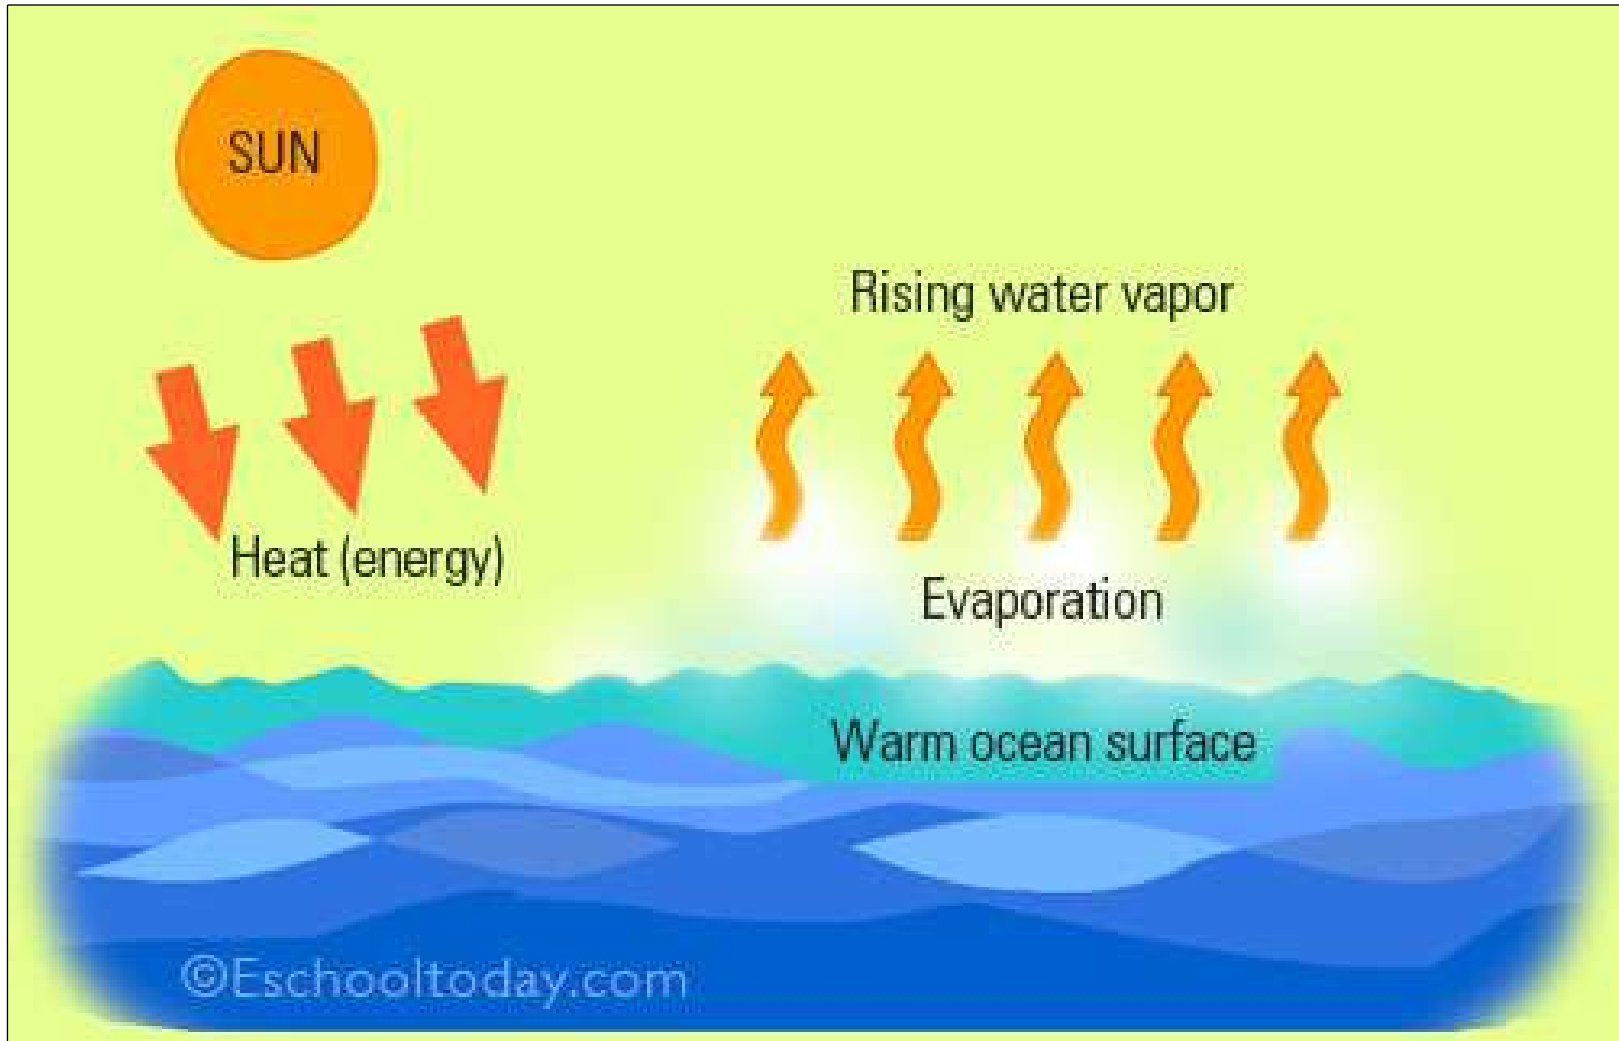 SUN
Rising water vapor
Heat (energy)
Evaporation
Warm ocean surface
©Eschooltoday.com